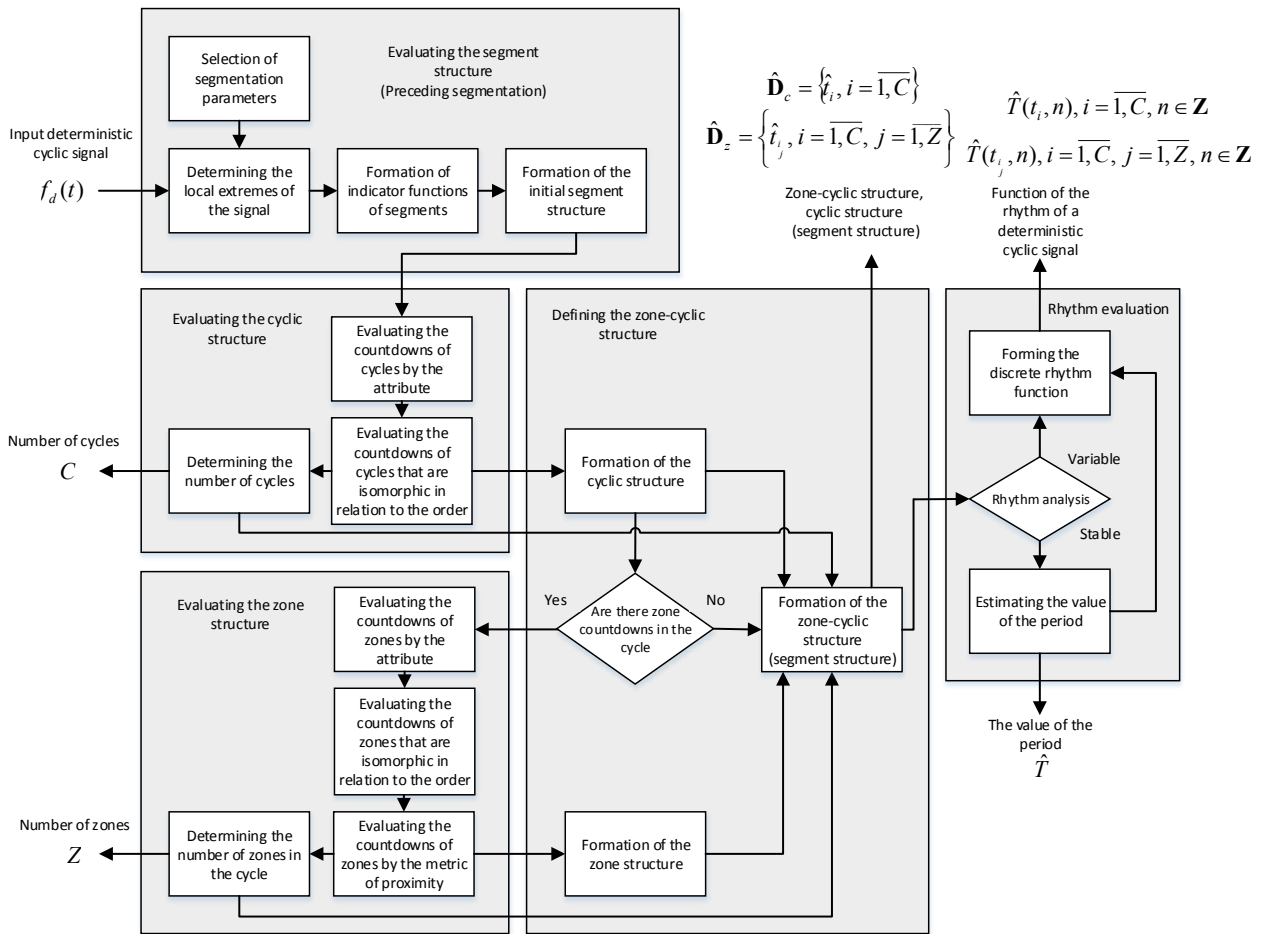 Selection of
segmentation
parameters
Evaluating the segment
structure
(Preceding segmentation)
Input deterministic
cyclic signal
f_d(t)
Determining the
local extremes of
the signal
Formation of
indicator functions
of segments
Formation of the
initial segment
structure
D̂_c = {t̂_i, i = \overline{1,C}}
D̂_z = {t̂_{i_j}, i = \overline{1,C}, j = \overline{1,Z}}
T̂(t_i, n), i = \overline{1,C}, n ∈ Z
T̂(t_{i_j}, n), i = \overline{1,C}, j = \overline{1,Z}, n ∈ Z
Zone-cyclic structure,
cyclic structure
(segment structure)
Function of the
rhythm of a
deterministic
cyclic signal
Evaluating the cyclic
structure
Evaluating the
countdowns of
cycles by the
attribute
Number of cycles
C
Determining the
number of cycles
Evaluating the
countdowns of
cycles that are
isomorphic in
relation to the order
Defining the zone-cyclic
structure
Formation of the
cyclic structure
Yes
Are there zone
countdowns in the
cycle
No
Formation of the
zone-cyclic
structure
(segment structure)
Rhythm evaluation
Forming the
discrete rhythm
function
Variable
Rhythm analysis
Stable
Estimating the value
of the period
The value of the
period
T̂
Evaluating the zone
structure
Evaluating the
countdowns of
zones by the
attribute
Evaluating the
countdowns of
zones that are
isomorphic in
relation to the order
Number of zones
Z
Determining the
number of zones in
the cycle
Evaluating the
countdowns of
zones by the metric
of proximity
Formation of the
zone structure